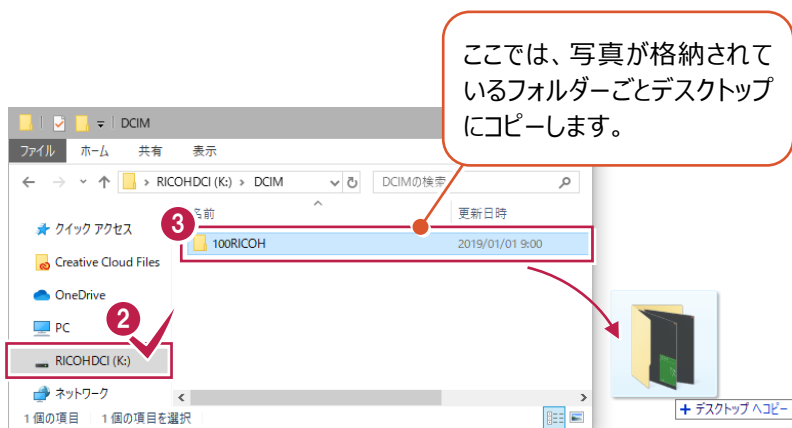 ここでは、写真が格納されて
いるフォルダーごとデスクトップ
にコピーします。
DCIM
ファイル ホーム 共有 表示
RICOHDCI (K:) › DCIM DCIMの検索
名前 更新日時
クイック アクセス
3
100RICOH 2019/01/01 9:00
Creative Cloud Files
OneDrive
2
PC
RICOHDCI (K:)
ネットワーク
デスクトップ へコピー
1 個の項目 1 個の項目を選択